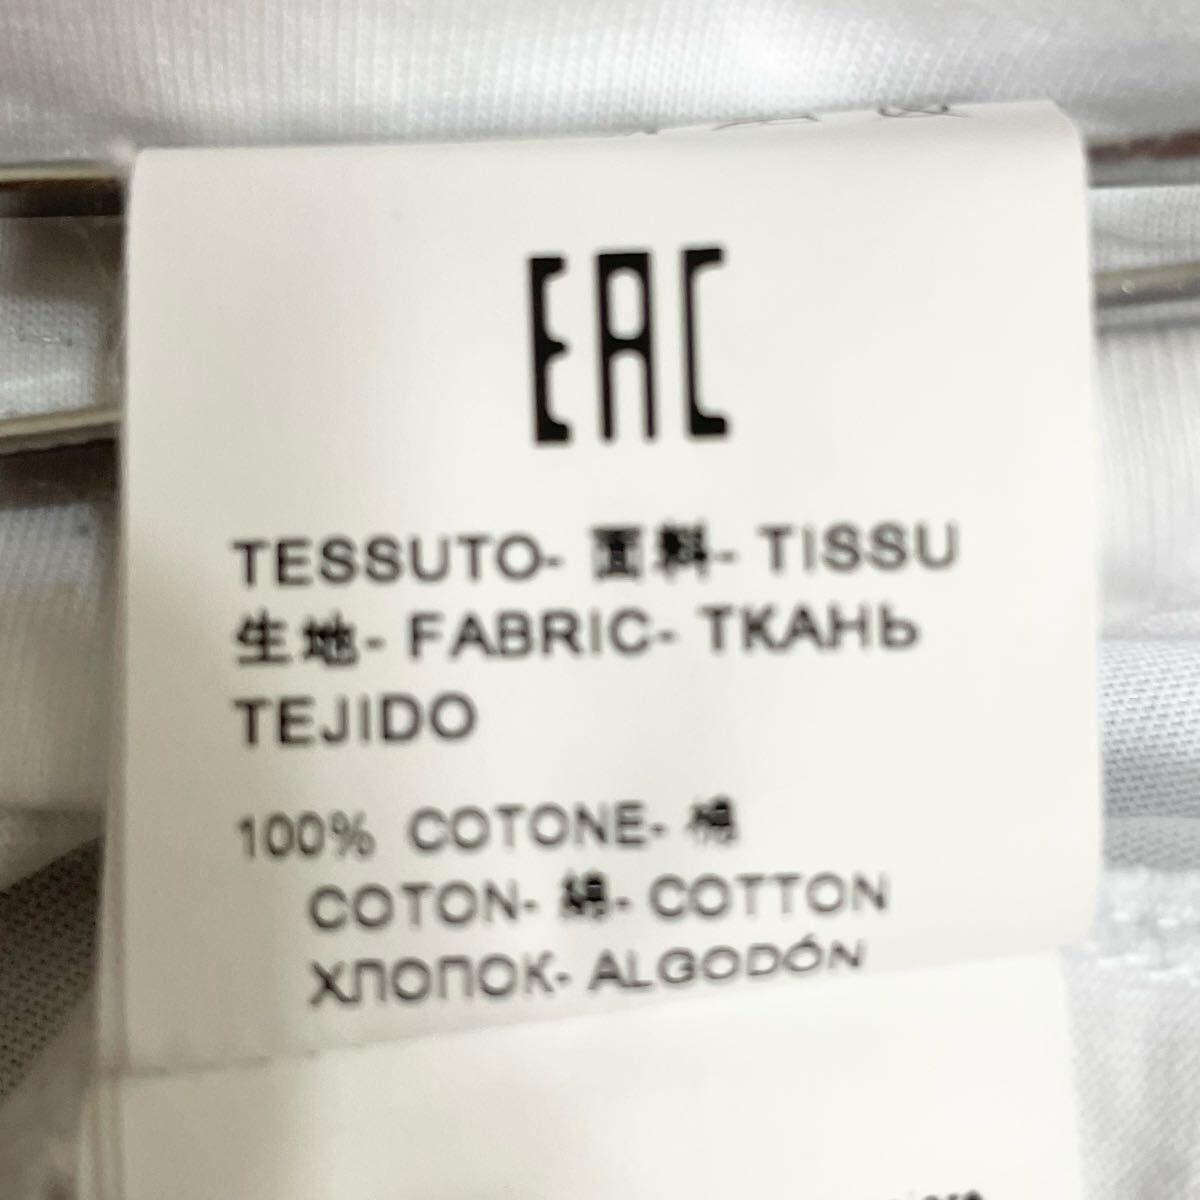 EAC
TESSUTO- 面料- TISSU
生地- FABRIC- ТКАНЬ
TEJIDO
100% COTONE- 棉
COTON- 綿- COTTON
ХЛОПОК- ALGODÓN